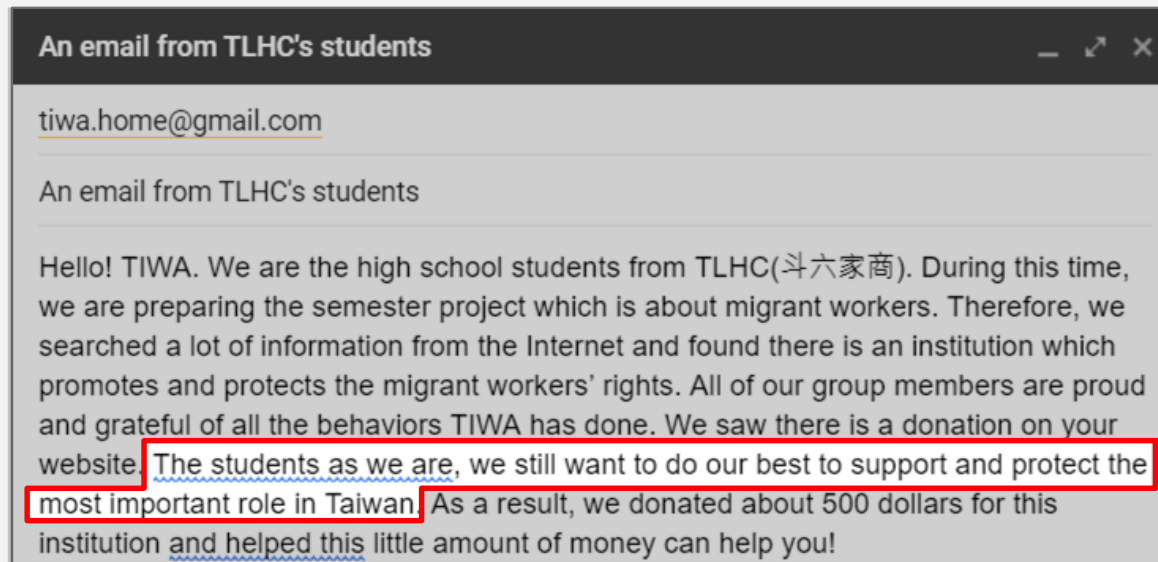 An email from TLHC's students
tiwa.home@gmail.com
An email from TLHC's students
Hello! TIWA. We are the high school students from TLHC(斗六家商). During this time,
we are preparing the semester project which is about migrant workers. Therefore, we
searched a lot of information from the Internet and found there is an institution which
promotes and protects the migrant workers’ rights. All of our group members are proud
and grateful of all the behaviors TIWA has done. We saw there is a donation on your
website. The students as we are, we still want to do our best to support and protect the
most important role in Taiwan. As a result, we donated about 500 dollars for this
institution and helped this little amount of money can help you!